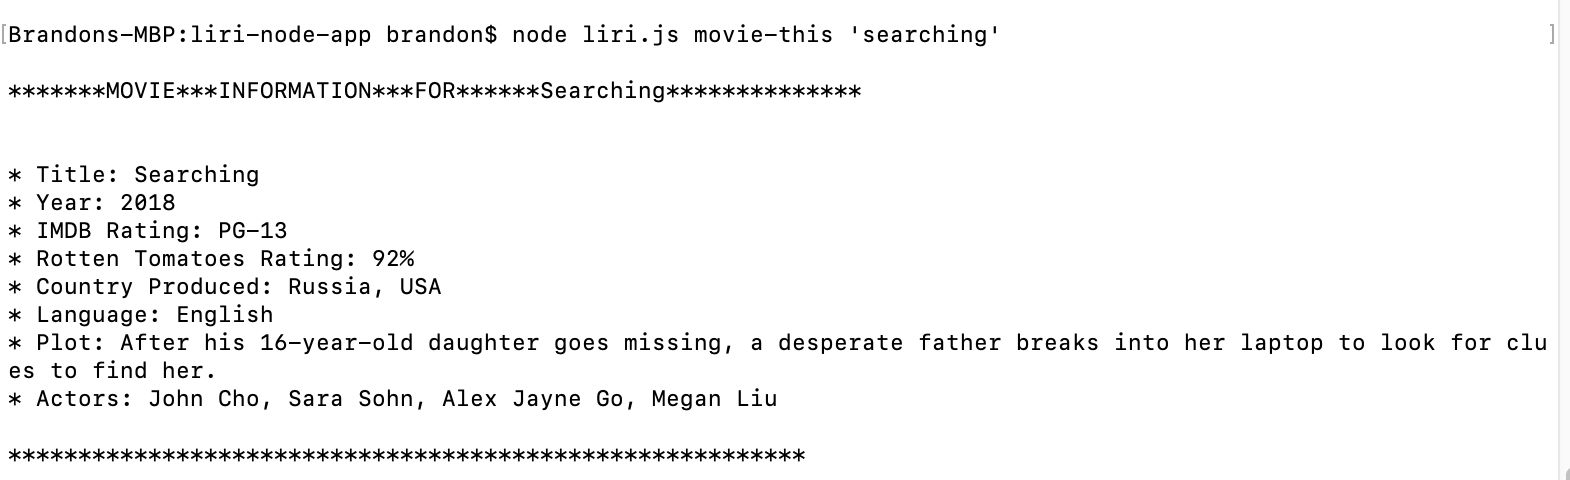 [Brandons-MBP:liri-node-app brandon$ node liri.js movie-this 'searching' ]
*******MOVIE***INFORMATION***FOR******Searching**************
* Title: Searching
* Year: 2018
* IMDB Rating: PG-13
* Rotten Tomatoes Rating: 92%
* Country Produced: Russia, USA
* Language: English
* Plot: After his 16-year-old daughter goes missing, a desperate father breaks into her laptop to look for clu
es to find her.
* Actors: John Cho, Sara Sohn, Alex Jayne Go, Megan Liu
*********************************************************